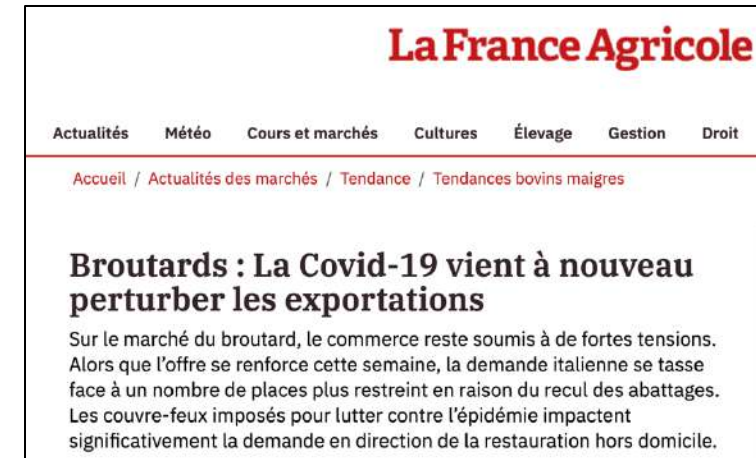 La France Agricole
Actualités Météo Cours et marchés Cultures Élevage Gestion Droit
Accueil / Actualités des marchés / Tendance / Tendances bovins maigres
Broutards : La Covid-19 vient à nouveau
perturber les exportations
Sur le marché du broutard, le commerce reste soumis à de fortes tensions.
Alors que l’offre se renforce cette semaine, la demande italienne se tasse
face à un nombre de places plus restreint en raison du recul des abattages.
Les couvre-feux imposés pour lutter contre l’épidémie impactent
significativement la demande en direction de la restauration hors domicile.